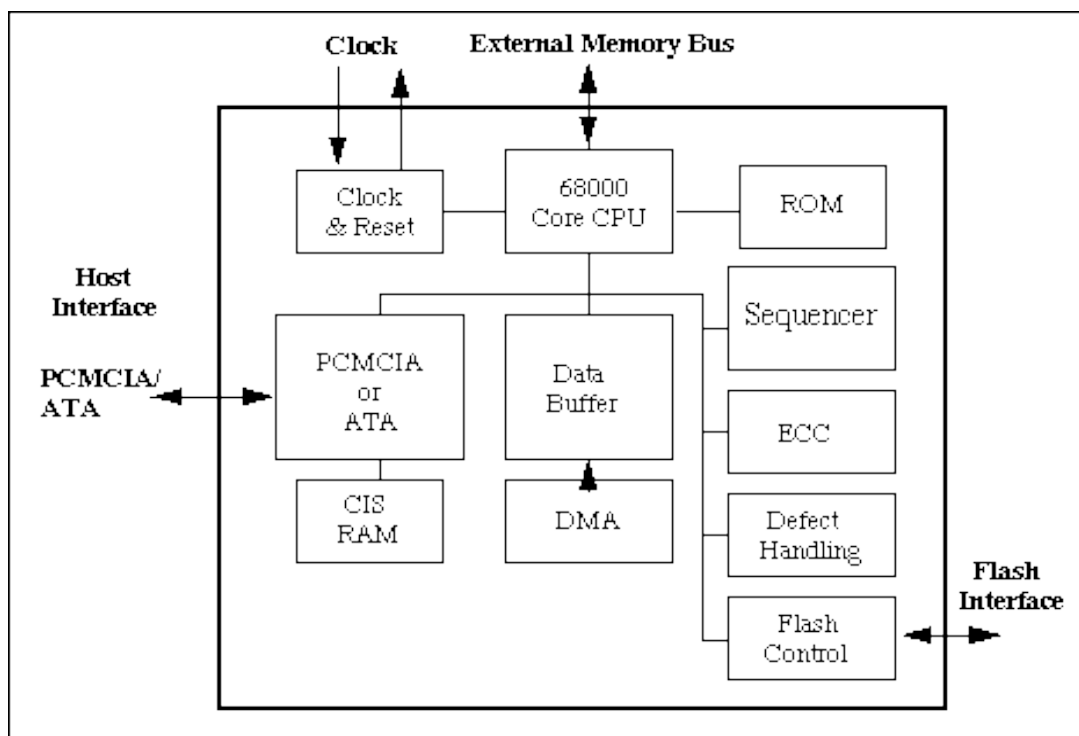 Clock
External Memory Bus
Clock
& Reset
68000
Core CPU
ROM
Host
Interface
PCMCIA/
ATA
PCMCIA
or
ATA
Data
Buffer
Sequencer
ECC
CIS
RAM
DMA
Defect
Handling
Flash
Control
Flash
Interface